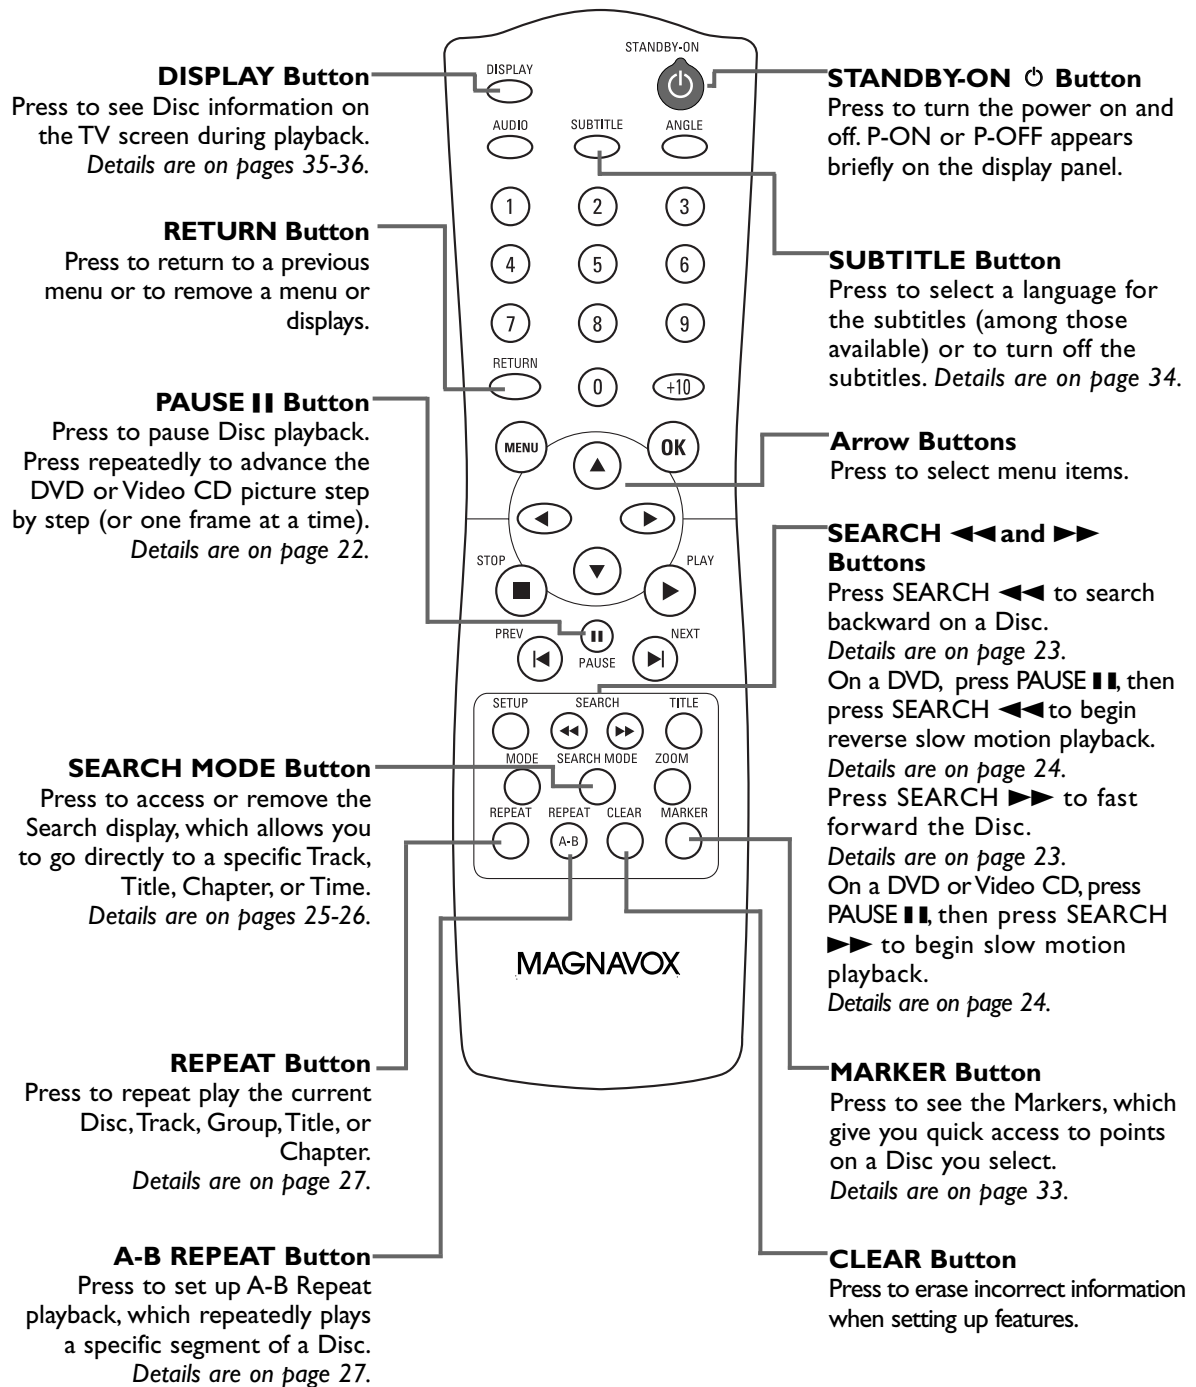 DISPLAY Button
Press to see Disc information on
the TV screen during playback.
Details are on pages 35-36.
RETURN Button
Press to return to a previous
menu or to remove a menu or
displays.
PAUSE ❚❚ Button
Press to pause Disc playback.
Press repeatedly to advance the
DVD or Video CD picture step
by step (or one frame at a time).
Details are on page 22.
SEARCH MODE Button
Press to access or remove the
Search display, which allows you
to go directly to a specific Track,
Title, Chapter, or Time.
Details are on pages 25-26.
REPEAT Button
Press to repeat play the current
Disc, Track, Group, Title, or
Chapter.
Details are on page 27.
A-B REPEAT Button
Press to set up A-B Repeat
playback, which repeatedly plays
a specific segment of a Disc.
Details are on page 27.
STANDBY-ON
DISPLAY
AUDIO SUBTITLE ANGLE
1 2 3
4 5 6
7 8 9
RETURN
0 +10
MENU OK
▲
◀ ▶
▼
STOP PLAY
■ ▶
PREV NEXT
PAUSE
SETUP SEARCH TITLE
◀◀ ▶▶
MODE SEARCH MODE ZOOM
REPEAT REPEAT CLEAR MARKER
A-B
MAGNAVOX
STANDBY-ON ⏻ Button
Press to turn the power on and
off. P-ON or P-OFF appears
briefly on the display panel.
SUBTITLE Button
Press to select a language for
the subtitles (among those
available) or to turn off the
subtitles. Details are on page 34.
Arrow Buttons
Press to select menu items.
SEARCH ◀◀ and ▶▶
Buttons
Press SEARCH ◀◀ to search
backward on a Disc.
Details are on page 23.
On a DVD, press PAUSE ❚❚, then
press SEARCH ◀◀ to begin
reverse slow motion playback.
Details are on page 24.
Press SEARCH ▶▶ to fast
forward the Disc.
Details are on page 23.
On a DVD or Video CD, press
PAUSE ❚❚, then press SEARCH
▶▶ to begin slow motion
playback.
Details are on page 24.
MARKER Button
Press to see the Markers, which
give you quick access to points
on a Disc you select.
Details are on page 33.
CLEAR Button
Press to erase incorrect information
when setting up features.